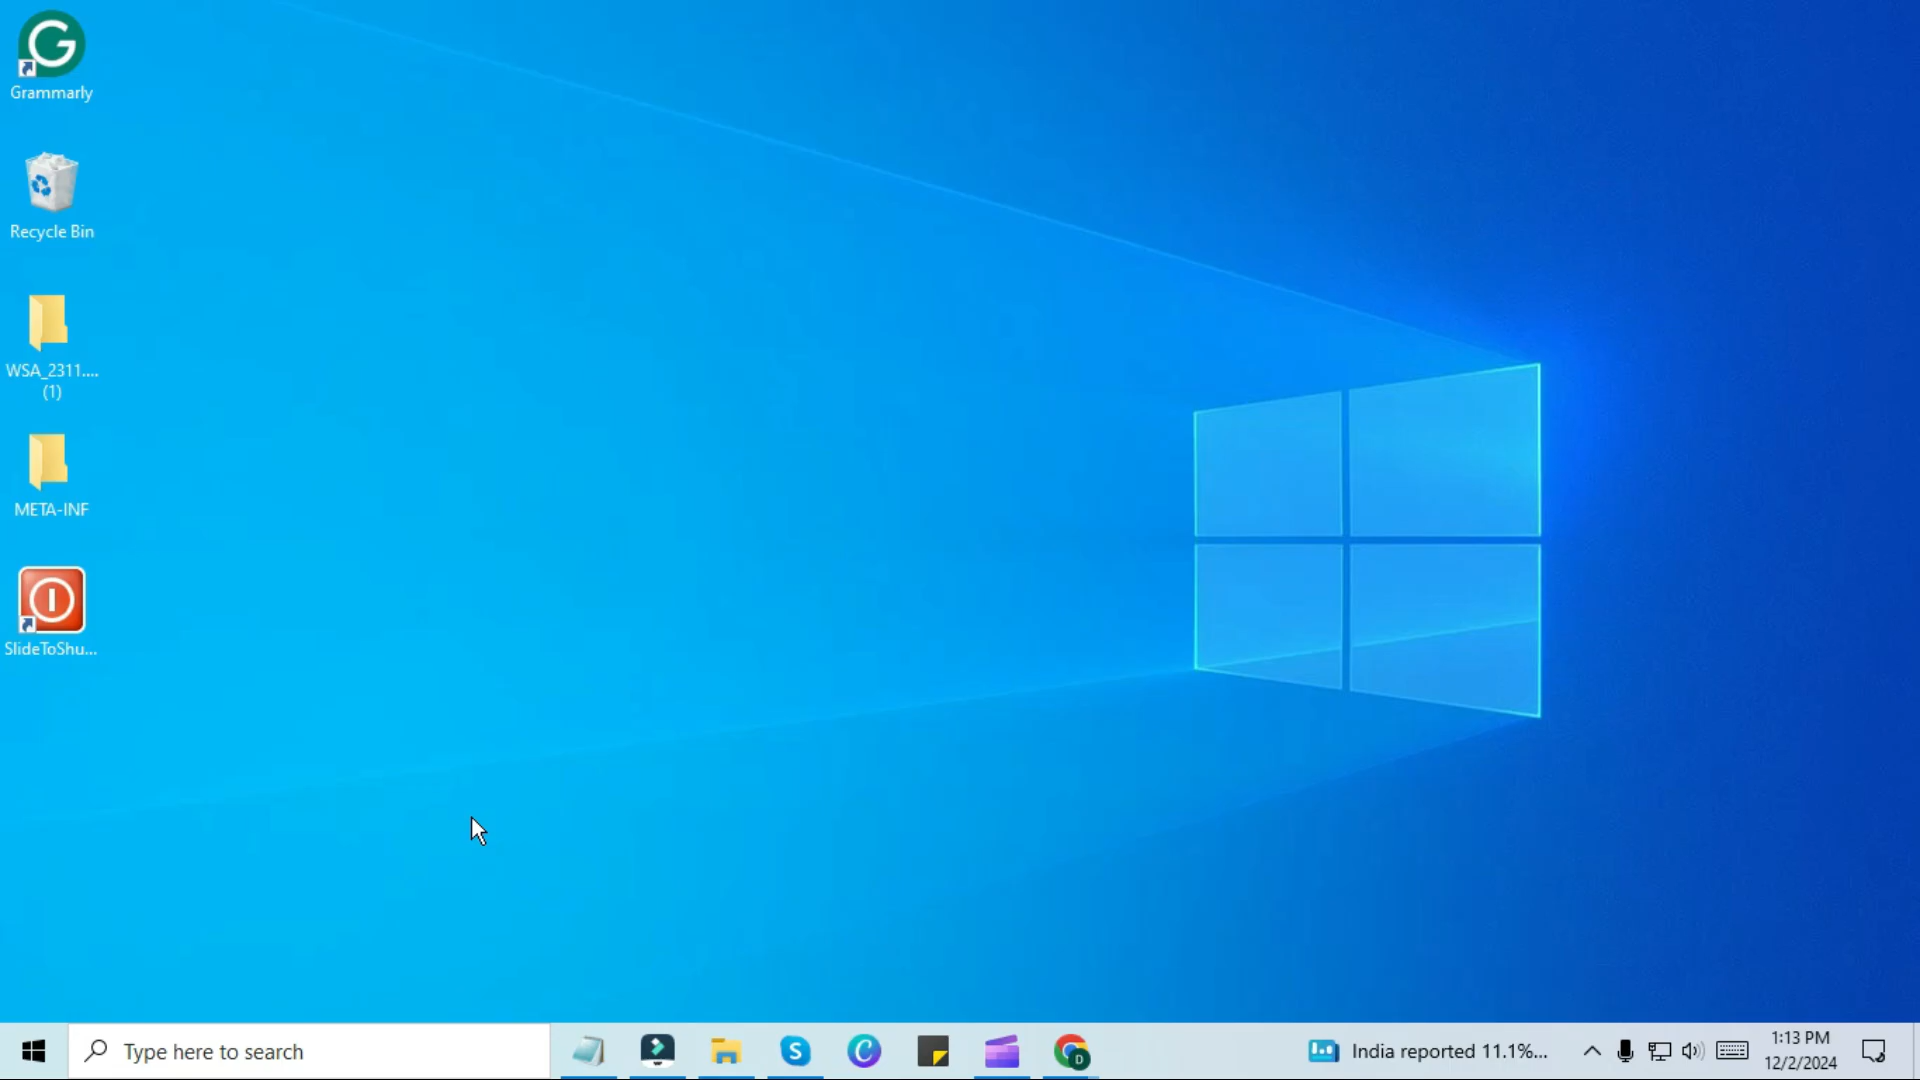 Grammarly
Recycle Bin
WSA_2311....
(1)
META-INF
SlideToShu...
Type here to search
India reported 11.1%...
1:13 PM
12/2/2024